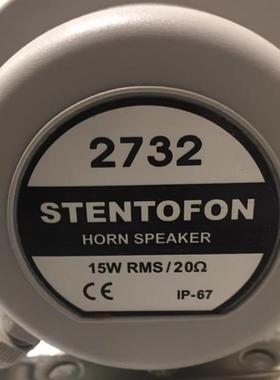 2732
STENTOFON
HORN SPEAKER
15W RMS / 20Ω
CE IP-67